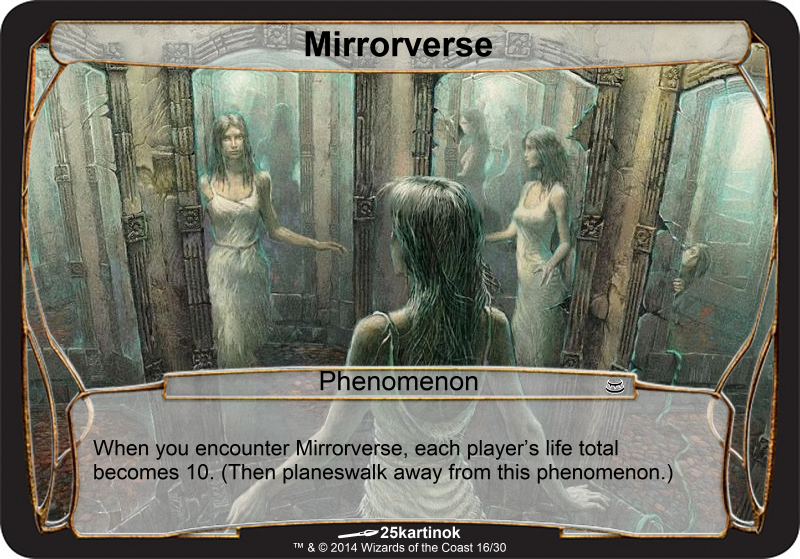 Mirrorverse
Phenomenon
When you encounter Mirrorverse, each player's life total
becomes 10. (Then planeswalk away from this phenomenon.)
25kartinok
™ & © 2014 Wizards of the Coast 16/30